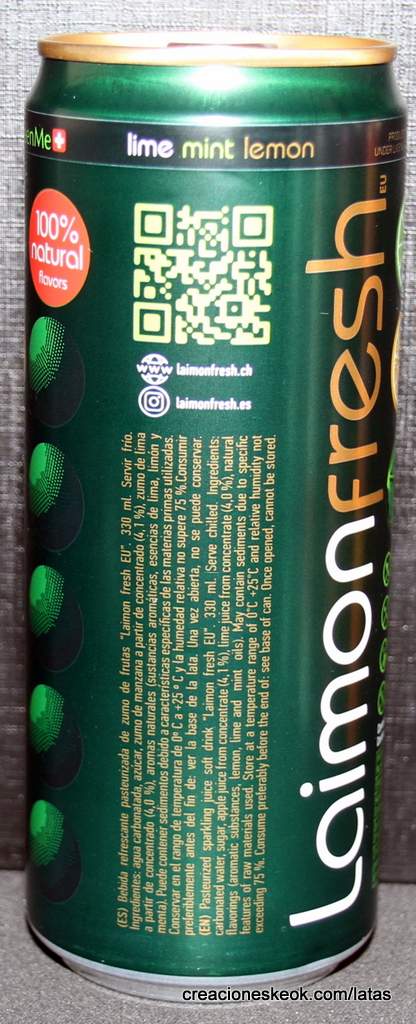 enMe
lime mint lemon
100%
natural
flavors
laimonfresh.ch
laimonfresh.es
Laimonfresh EU
(ES) Bebida refrescante pasteurizada de zumo de frutas "Laimon fresh EU". 330 ml. Servir frío.
Ingredientes: agua carbonatada, azúcar, zumo de manzana a partir de concentrado (4,1 %), zumo de lima
a partir de concentrado (4,0 %), aromas naturales (sustancias aromáticas, esencias de lima, limón y
menta). Puede contener sedimentos debido a características específicas de las materias primas utilizadas.
Conservar en el rango de temperatura de 0º C a +25 º C y la humedad relativa no supere 75 %. Consumir
preferiblemente antes del fin de: ver la base de la lata. Una vez abierta, no se puede conservar.
(EN) Pasteurized sparkling juice soft drink "Laimon fresh EU". 330 ml. Serve chilled. Ingredients:
carbonated water, sugar, apple juice from concentrate (4,1 %), lime juice from concentrate (4,0 %), natural
flavorings (aromatic substances, lemon, lime and mint oils). May contain sediments due to specific
features of raw materials used. Store at a temperature range of 0°C +25°C and relative humidity not
exceeding 75 %. Consume preferably before the end of: see base of can. Once opened, cannot be stored.
creacioneskeok.com/latas